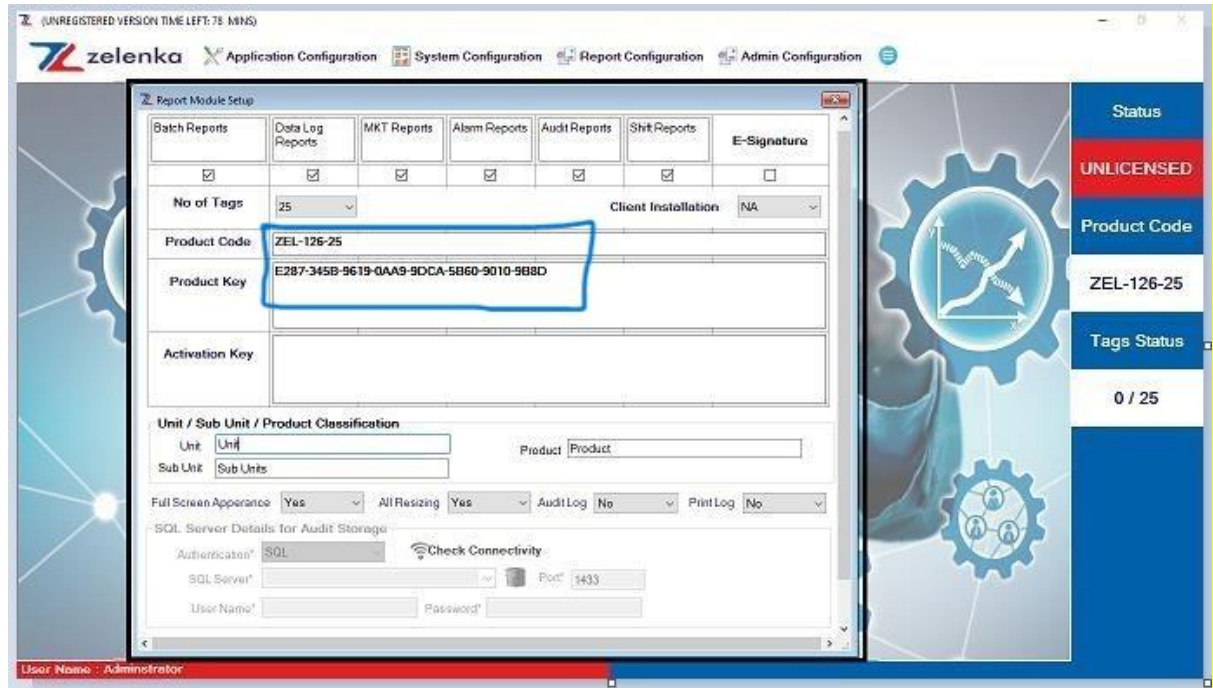 (UNREGISTERED VERSION TIME LEFT: 78 MINS)
zelenka Application Configuration System Configuration Report Configuration Admin Configuration
Report Module Setup
Batch Reports Data Log Reports MKT Reports Alarm Reports Audit Reports Shift Reports E-Signature
No of Tags 25 Client Installation NA
Product Code ZEL-126-25
Product Key E287-345B-9619-0AA9-9DCA-5B60-9010-9B8D
Activation Key
Unit / Sub Unit / Product Classification
Unit Unit Product Product
Sub Unit Sub Units
Full Screen Apperance Yes All Resizing Yes Audit Log No Print Log No
SQL Server Details for Audit Storage
Authentication* SQL Check Connectivity
SQL Server* Port* 1433
User Name* Password*
Status
UNLICENSED
Product Code
ZEL-126-25
Tags Status
0 / 25
User Name : Adminstrator